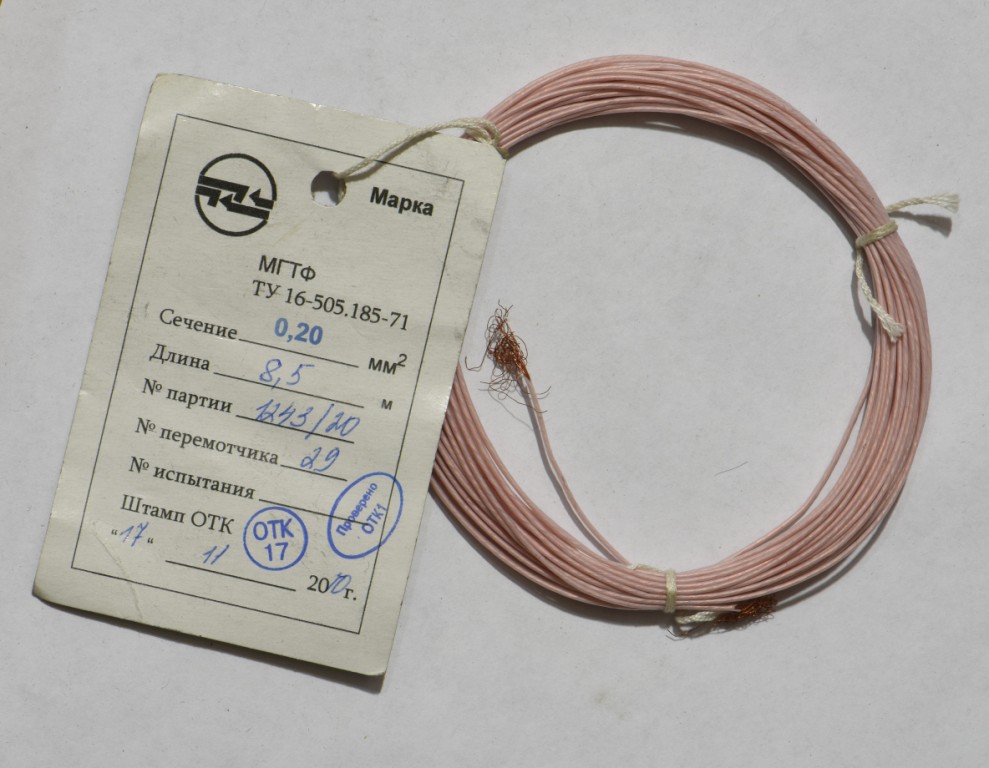 Марка
МГТФ
ТУ 16-505.185-71
Сечение 0,20 мм2
Длина 8,5 м
№ партии 1243/20
№ перемотчика 29
№ испытания
Проверено
ОТК1
Штамп ОТК
ОТК
17
"17" 11 2010г.